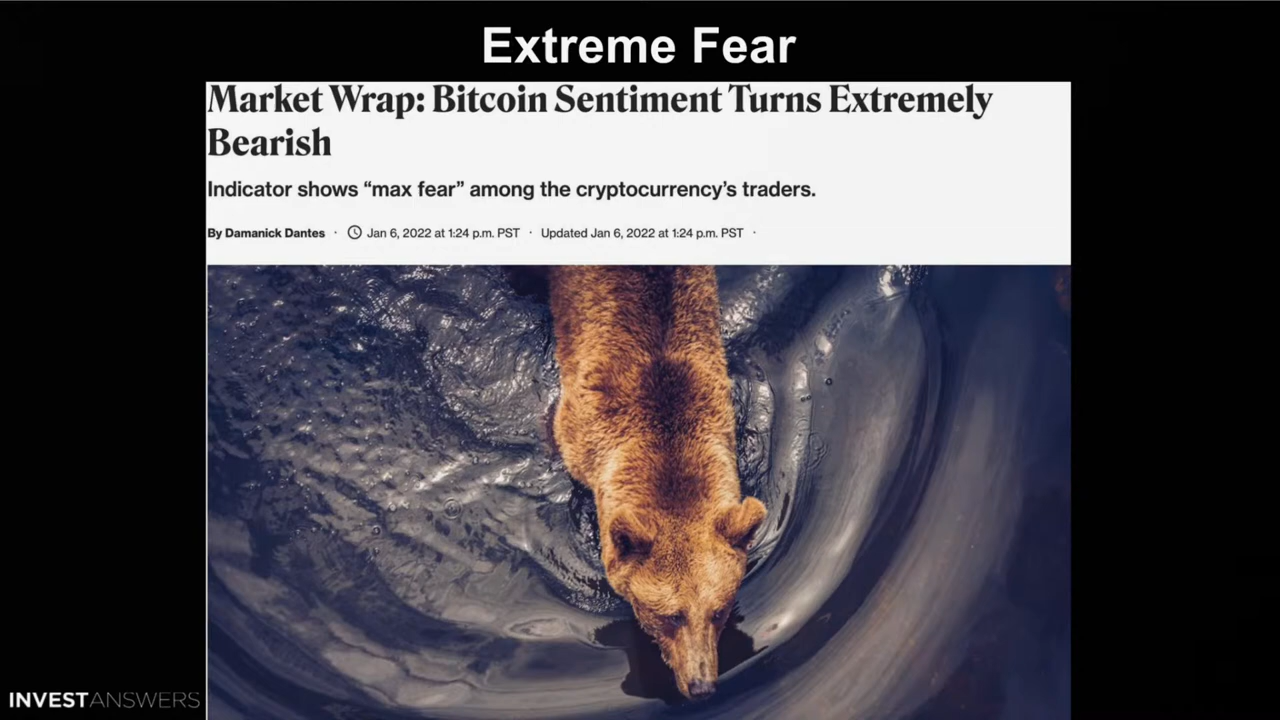 Extreme Fear
Market Wrap: Bitcoin Sentiment Turns Extremely
Bearish
Indicator shows “max fear” among the cryptocurrency’s traders.
By Damanick Dantes · Jan 6, 2022 at 1:24 p.m. PST · Updated Jan 6, 2022 at 1:24 p.m. PST ·
INVESTANSWERS